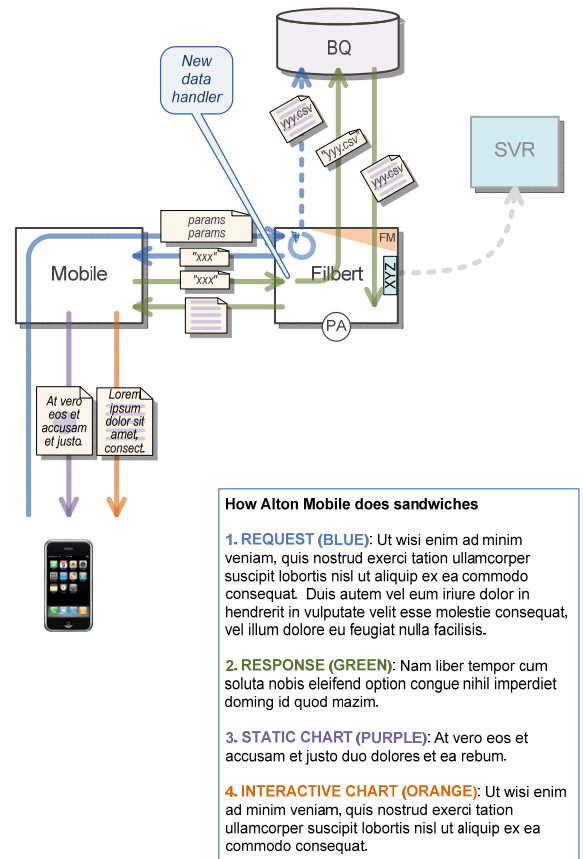 BQ
New
data
handler
yyy.csv
"yyy.csv"
yyy.csv
SVR
params
params
FM
"xxx"
Mobile
Filbert
"xxx"
XYZ
PA
At vero
eos et
accusam
et justo.
Lorem
ipsum
dolor sit
amet,
consect.
How Alton Mobile does sandwiches
1. REQUEST (BLUE): Ut wisi enim ad minim
veniam, quis nostrud exerci tation ullamcorper
suscipit lobortis nisl ut aliquip ex ea commodo
consequat. Duis autem vel eum iriure dolor in
hendrerit in vulputate velit esse molestie consequat,
vel illum dolore eu feugiat nulla facilisis.
2. RESPONSE (GREEN): Nam liber tempor cum
soluta nobis eleifend option congue nihil imperdiet
doming id quod mazim.
3. STATIC CHART (PURPLE): At vero eos et
accusam et justo duo dolores et ea rebum.
4. INTERACTIVE CHART (ORANGE): Ut wisi enim
ad minim veniam, quis nostrud exerci tation
ullamcorper suscipit lobortis nisl ut aliquip ex ea
commodo consequat.